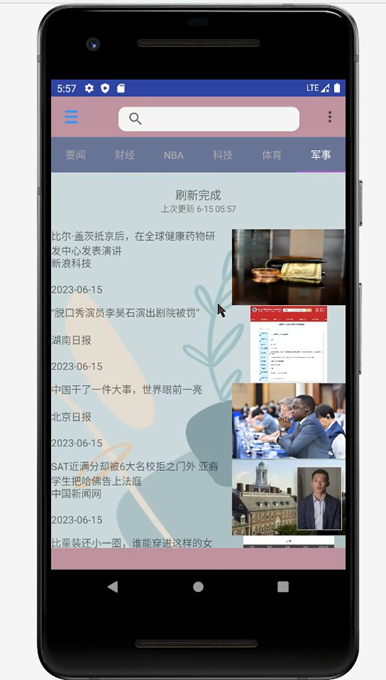 5:57
LTE
要闻 财经 NBA 科技 体育 军事
刷新完成
上次更新 6-15 05:57
比尔·盖茨抵京后，在全球健康药物研
发中心发表演讲
新浪科技
2023-06-15
“脱口秀演员李昊石演出剧院被罚”
湖南日报
2023-06-15
中国干了一件大事，世界眼前一亮
北京日报
2023-06-15
SAT近满分却被6大名校拒之门外 亚裔
学生把哈佛告上法庭
中国新闻网
2023-06-15
比童装还小一圈，谁能穿进这样的女